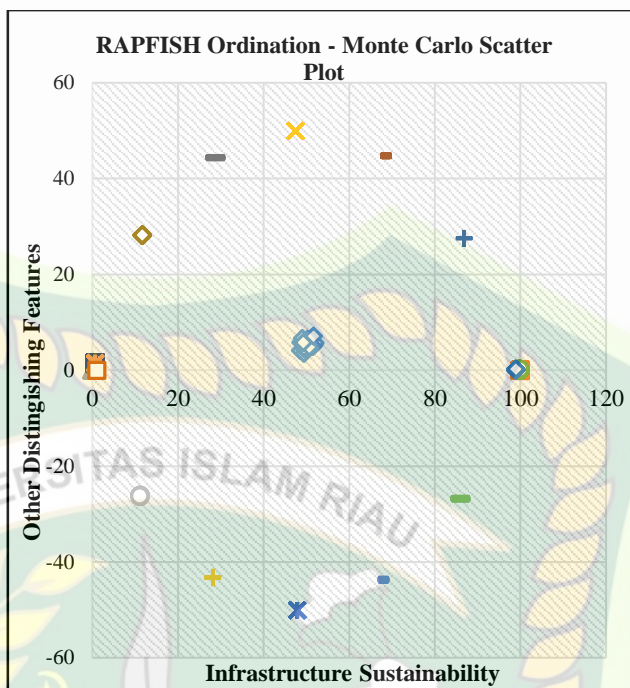 RAPFISH Ordination - Monte Carlo Scatter
Plot
60
40
20
0
-20
-40
-60
0 20 40 60 80 100 120
Other Distingishing Features
Infrastructure Sustainability
ERSITAS ISLAM RIAU